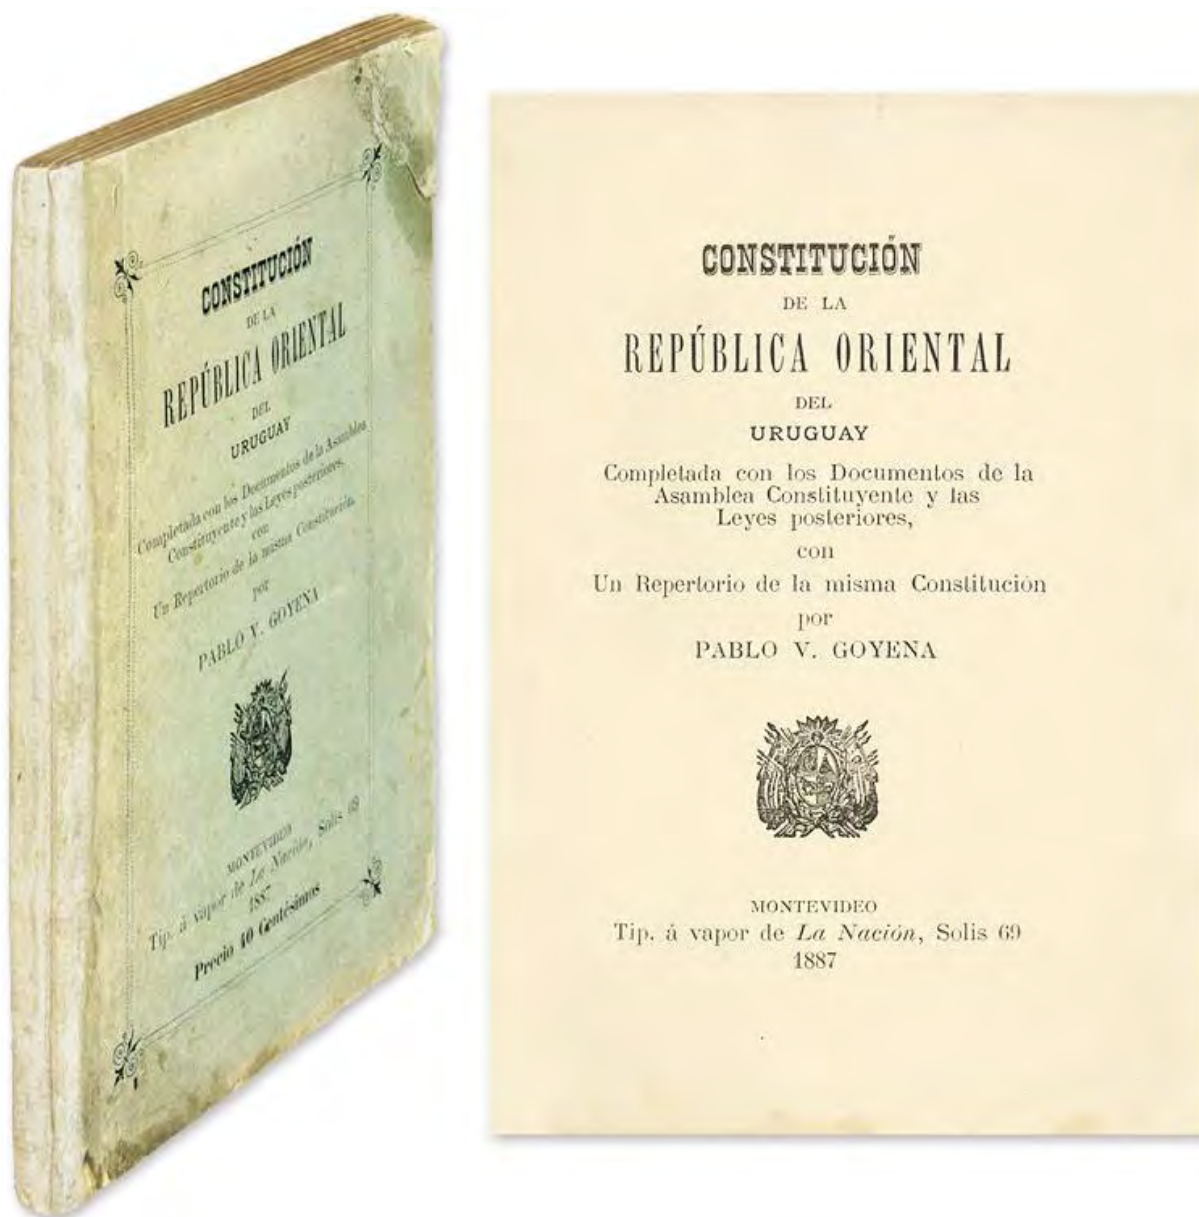 CONSTITUCIÓN
DE LA
REPÚBLICA ORIENTAL
DEL
URUGUAY
Completada con los Documentos de la Asamblea
Constituyente y las Leyes posteriores,
con
Un Repertorio de la misma Constitución
por
PABLO V. GOYENA
MONTEVIDEO
Tip. á vapor de La Nación, Solis 69
1887
Precio 40 Centésimos
CONSTITUCIÓN
DE LA
REPÚBLICA ORIENTAL
DEL
URUGUAY
Completada con los Documentos de la
Asamblea Constituyente y las
Leyes posteriores,
con
Un Repertorio de la misma Constitución
por
PABLO V. GOYENA
MONTEVIDEO
Tip. á vapor de La Nación, Solis 69
1887